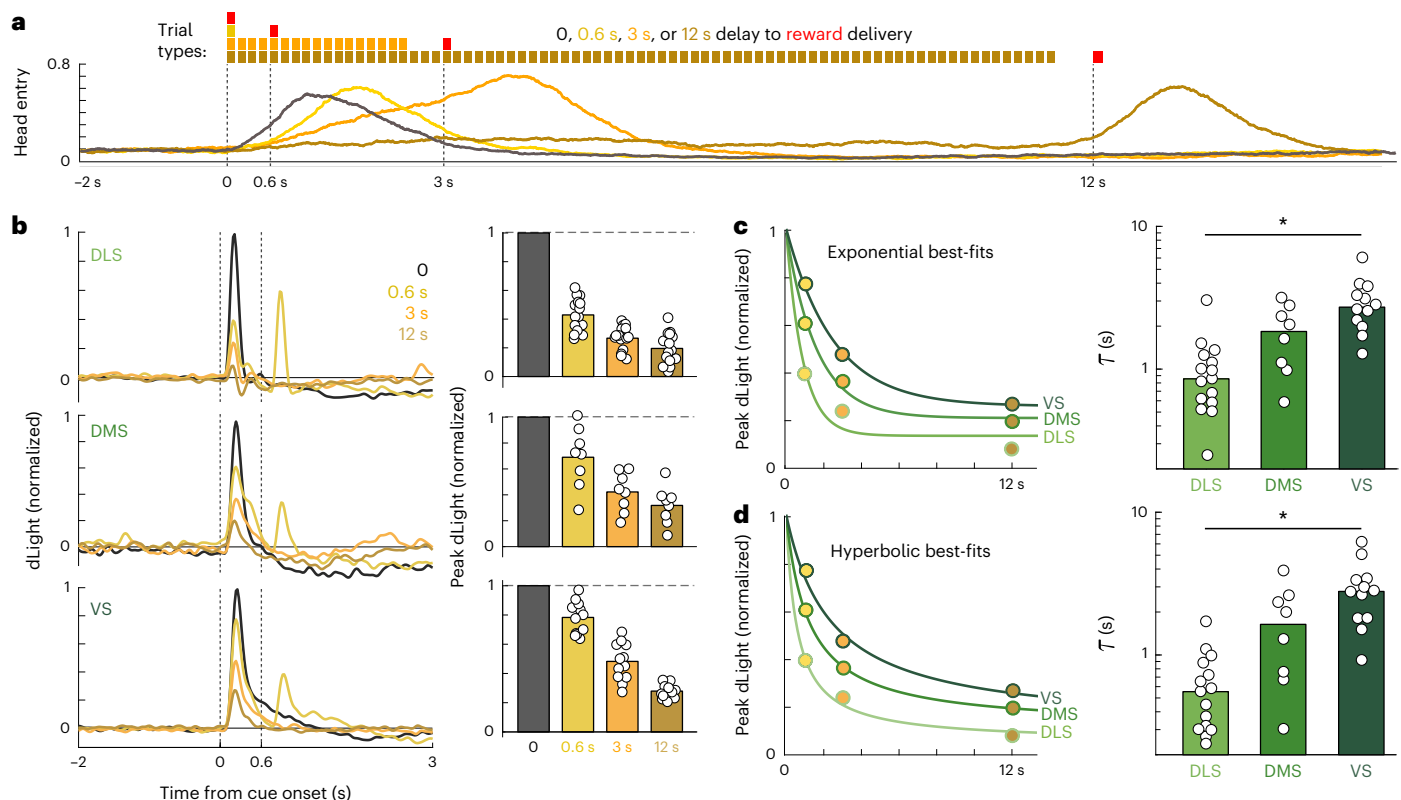 a
Trial
types:
0, 0.6 s, 3 s, or 12 s delay to reward delivery
Head entry
0.8
0
−2 s
0
0.6 s
3 s
12 s
b
dLight (normalized)
1
DLS
0
0.6 s
3 s
12 s
0
1
DMS
0
1
VS
0
−2
0
0.6
3
Time from cue onset (s)
Peak dLight (normalized)
1
0
1
0
1
0
0
0.6 s
3 s
12 s
c
Peak dLight (normalized)
1
Exponential best-fits
VS
DMS
DLS
0
0
12 s
τ (s)
10
1
*
DLS
DMS
VS
d
Peak dLight (normalized)
1
Hyperbolic best-fits
VS
DMS
DLS
0
0
12 s
τ (s)
10
1
*
DLS
DMS
VS